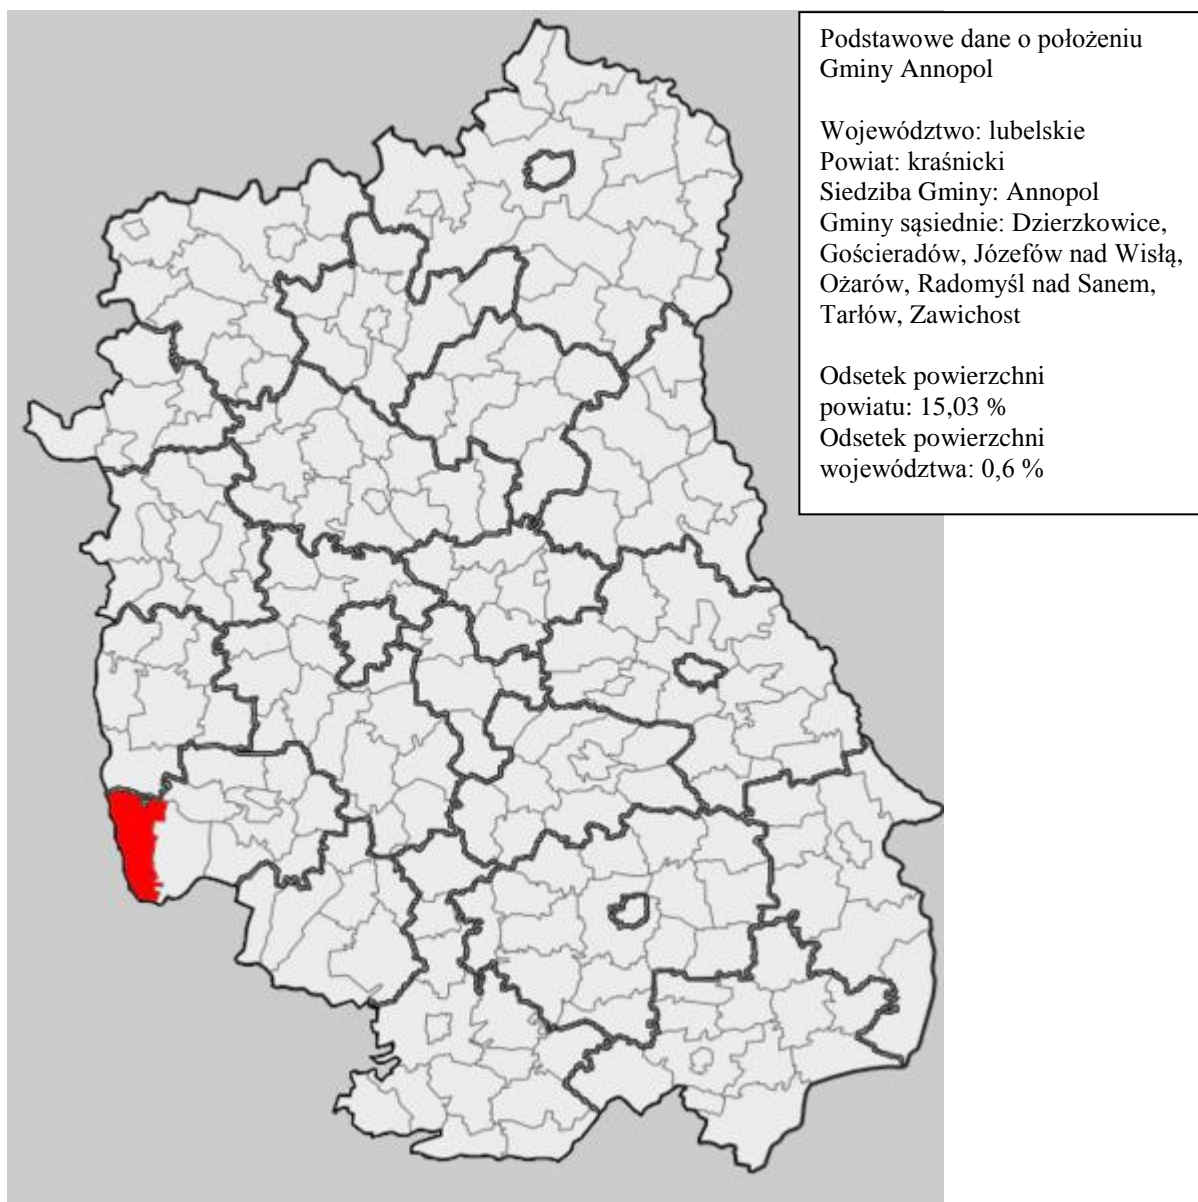 Podstawowe dane o położeniu
Gminy Annopol
Województwo: lubelskie
Powiat: kraśnicki
Siedziba Gminy: Annopol
Gminy sąsiednie: Dzierzkowice,
Gościeradów, Józefów nad Wisłą,
Ożarów, Radomyśl nad Sanem,
Tarłów, Zawichost
Odsetek powierzchni
powiatu: 15,03 %
Odsetek powierzchni
województwa: 0,6 %